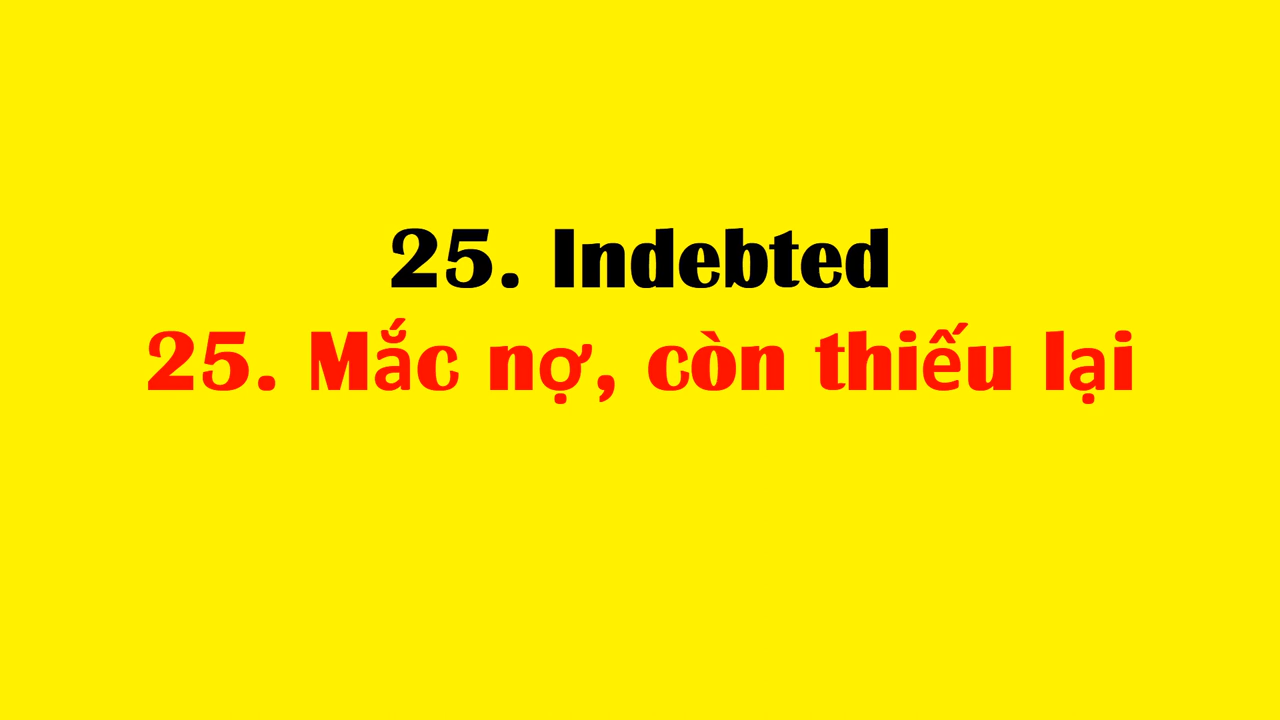 25. Indebted
25. Mắc nợ, còn thiếu lại